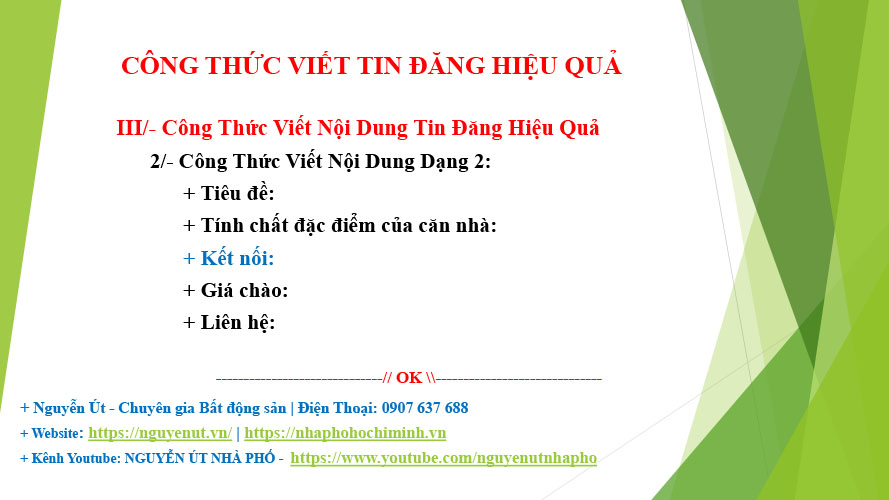 CÔNG THỨC VIẾT TIN ĐĂNG HIỆU QUẢ
III/- Công Thức Viết Nội Dung Tin Đăng Hiệu Quả
2/- Công Thức Viết Nội Dung Dạng 2:
+ Tiêu đề:
+ Tính chất đặc điểm của căn nhà:
+ Kết nối:
+ Giá chào:
+ Liên hệ:
------------------------------// OK \\------------------------------
+ Nguyễn Út - Chuyên gia Bất động sản | Điện Thoại: 0907 637 688
+ Website: https://nguyenut.vn/ | https://nhaphohochiminh.vn
+ Kênh Youtube: NGUYỄN ÚT NHÀ PHỐ - https://www.youtube.com/nguyenutnhapho